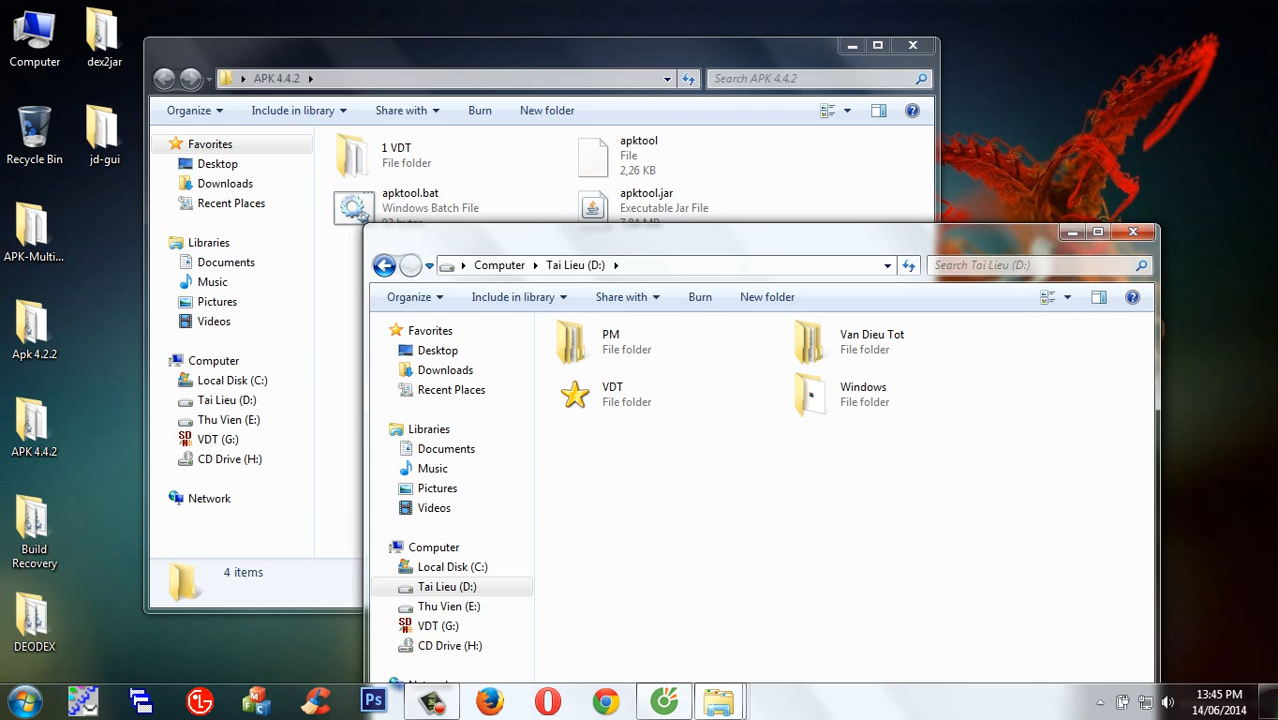 Computer
dex2jar
Recycle Bin
jd-gui
APK-Multi...
Apk 4.2.2
APK 4.4.2
Build
Recovery
DEODEX
APK 4.4.2
Search APK 4.4.2
Organize
Include in library
Share with
Burn
New folder
Favorites
Desktop
Downloads
Recent Places
Libraries
Documents
Music
Pictures
Videos
Computer
Local Disk (C:)
Tai Lieu (D:)
Thu Vien (E:)
VDT (G:)
CD Drive (H:)
Network
1 VDT
File folder
apktool
File
2,26 KB
apktool.bat
Windows Batch File
apktool.jar
Executable Jar File
4 items
Computer
Tai Lieu (D:)
Search Tai Lieu (D:)
Organize
Include in library
Share with
Burn
New folder
Favorites
Desktop
Downloads
Recent Places
Libraries
Documents
Music
Pictures
Videos
Computer
Local Disk (C:)
Tai Lieu (D:)
Thu Vien (E:)
VDT (G:)
CD Drive (H:)
PM
File folder
Van Dieu Tot
File folder
VDT
File folder
Windows
File folder
Ps
13:45 PM
14/06/2014